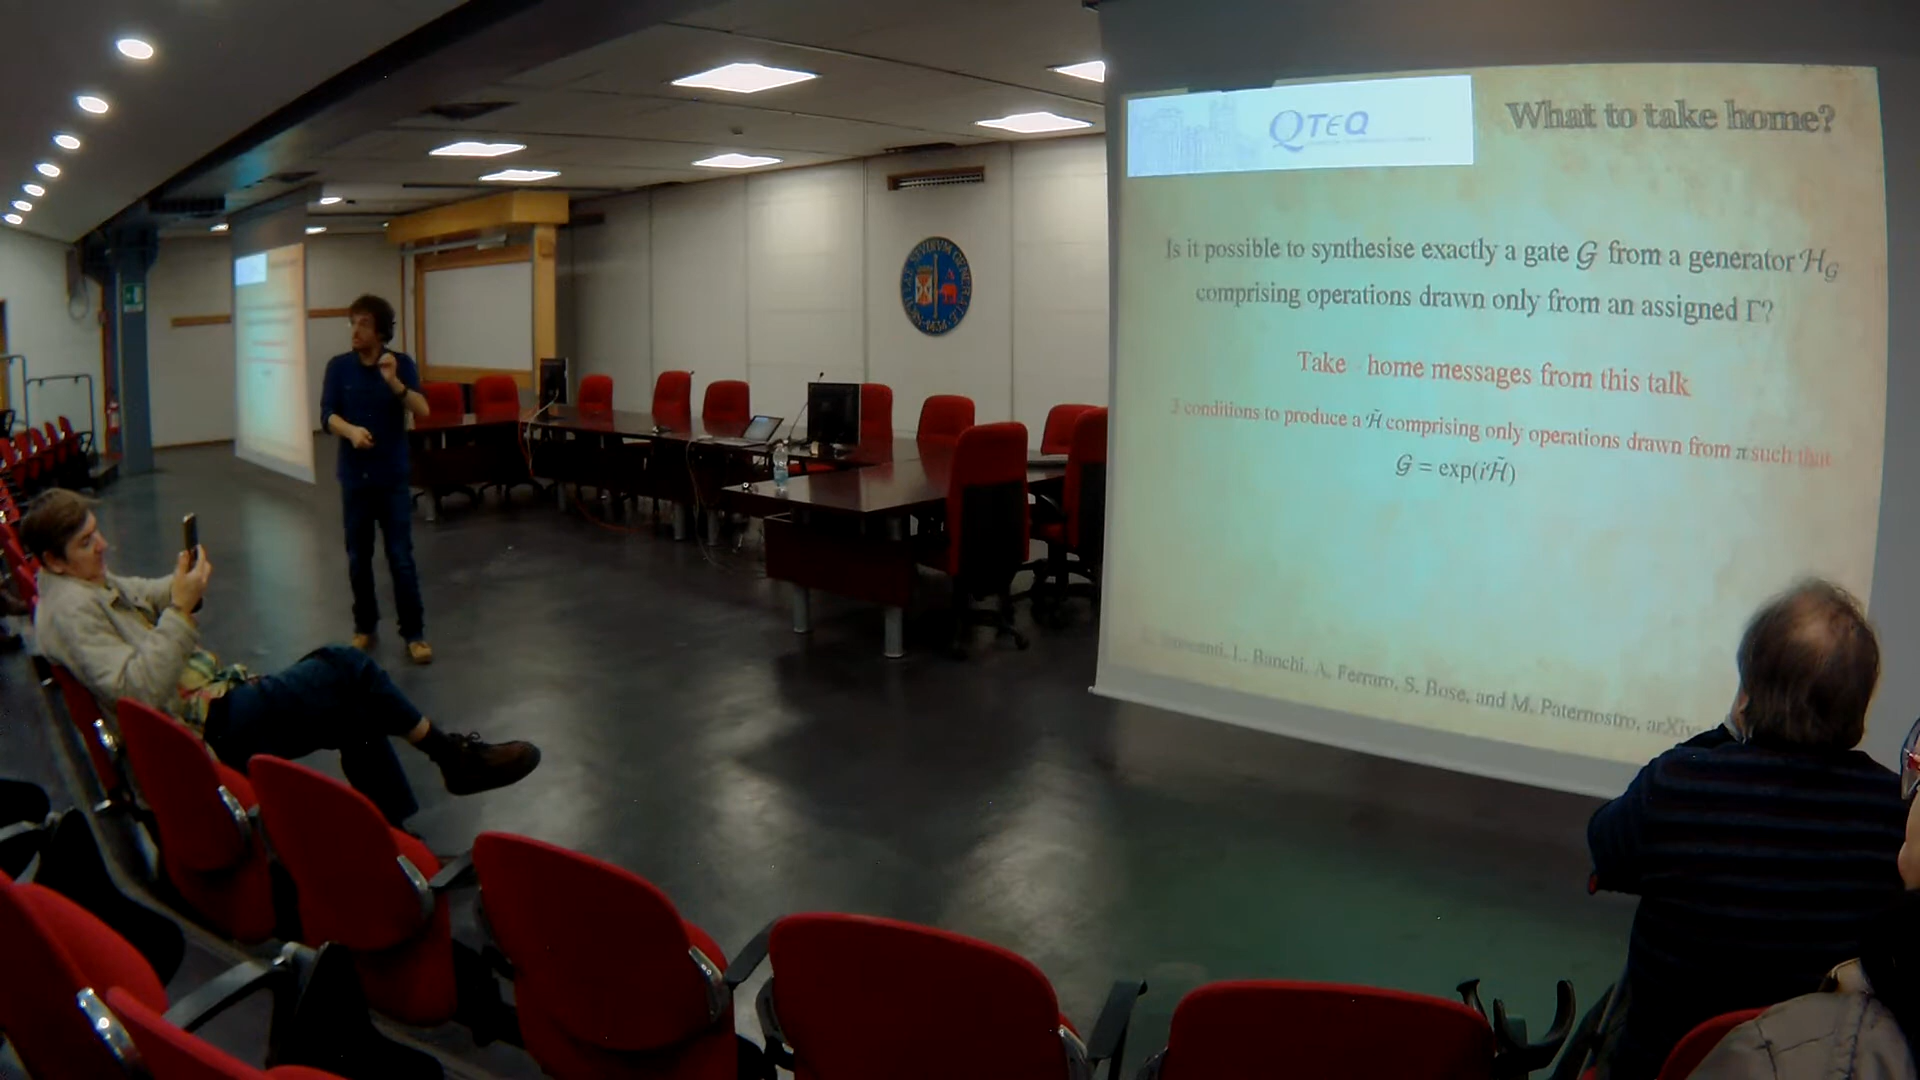 QTEQ
What to take home?
Is it possible to synthesise exactly a gate 𝒢 from a generator ℋ_G
comprising operations drawn only from an assigned Γ?
Take home messages from this talk
2 conditions to produce a ℋ̃ comprising only operations drawn from π such that
𝒢 = exp(iℋ̃)
L. Banchi, A. Ferraro, S. Bose, and M. Paternostro, arXiv